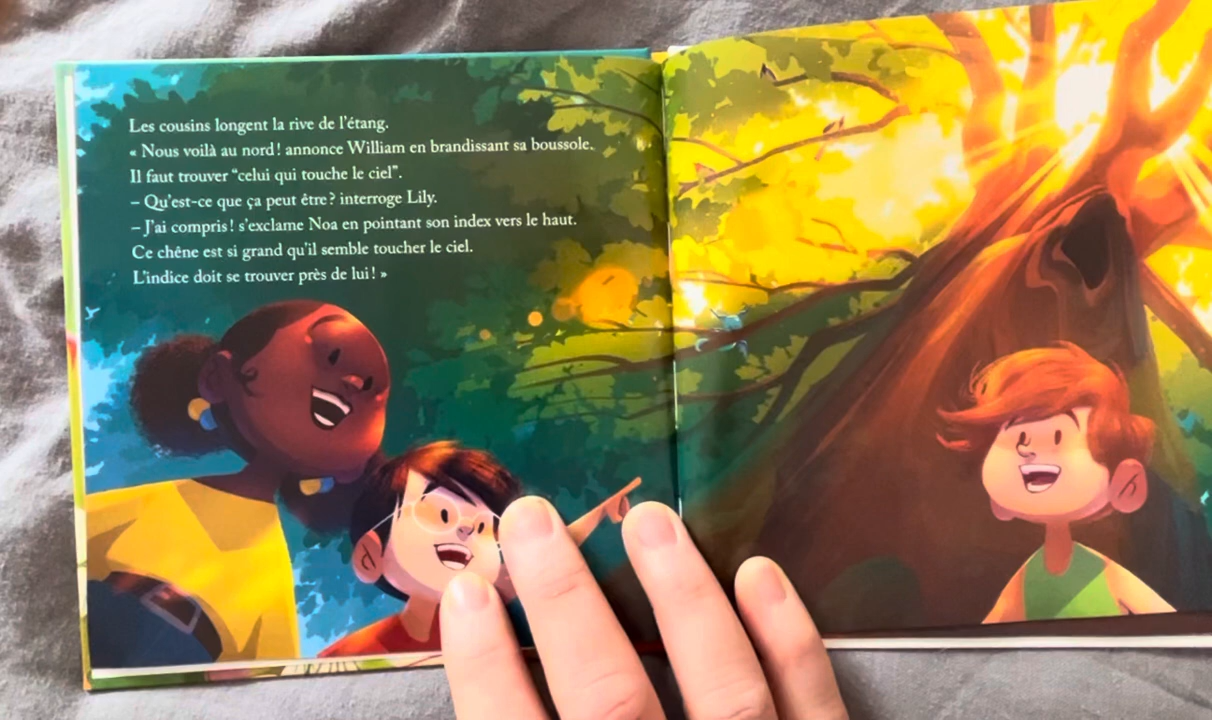 Les cousins longent la rive de l'étang.
« Nous voilà au nord ! annonce William en brandissant sa boussole.
Il faut trouver “celui qui touche le ciel”.
– Qu'est-ce que ça peut être ? interroge Lily.
– J'ai compris ! s'exclame Noa en pointant son index vers le haut.
Ce chêne est si grand qu'il semble toucher le ciel.
L'indice doit se trouver près de lui ! »